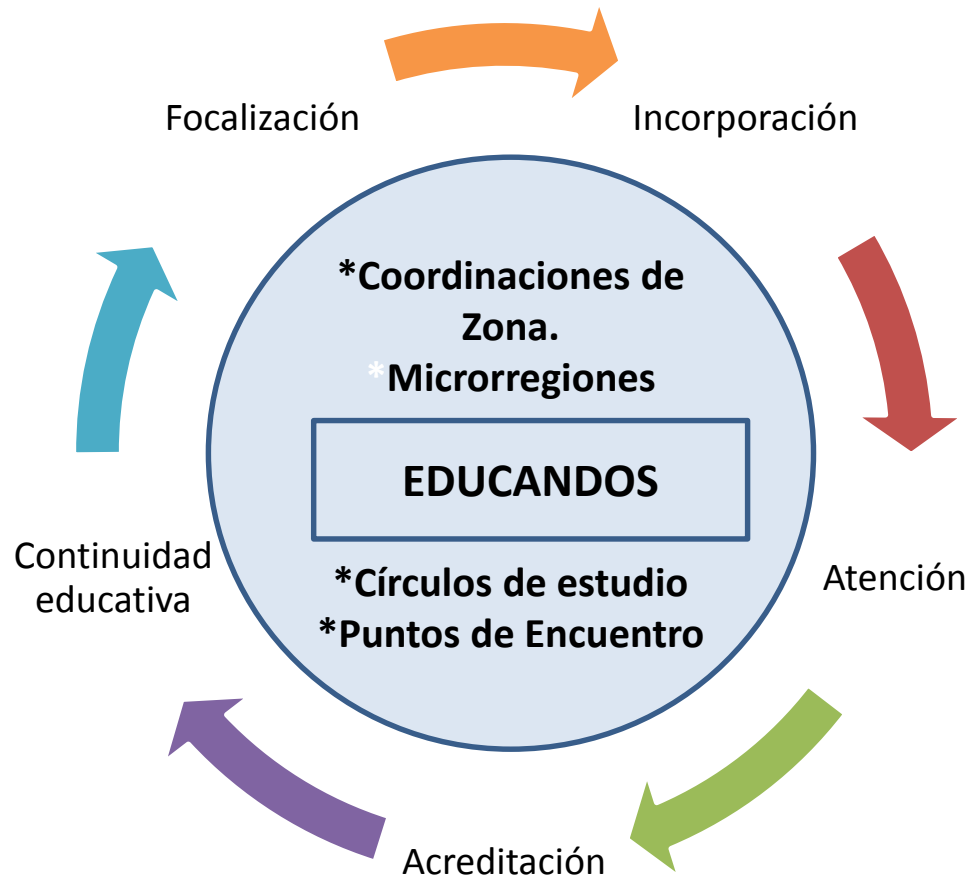 Focalización
Incorporación
*Coordinaciones de
Zona.
*Microrregiones
EDUCANDOS
*Círculos de estudio
*Puntos de Encuentro
Continuidad
educativa
Atención
Acreditación